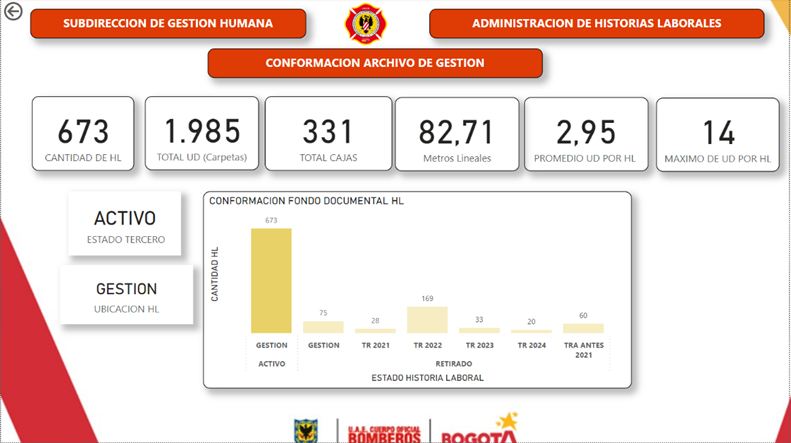 SUBDIRECCION DE GESTION HUMANA
ADMINISTRACION DE HISTORIAS LABORALES
CONFORMACION ARCHIVO DE GESTION
673
CANTIDAD DE HL
1.985
TOTAL UD (Carpetas)
331
TOTAL CAJAS
82,71
Metros Lineales
2,95
PROMEDIO UD POR HL
14
MAXIMO DE UD POR HL
ACTIVO
ESTADO TERCERO
GESTION
UBICACION HL
CONFORMACION FONDO DOCUMENTAL HL
CANTIDAD HL
673
75
28
169
33
20
60
GESTION
GESTION
TR 2021
TR 2022
TR 2023
TR 2024
TRA ANTES
2021
ACTIVO
RETIRADO
ESTADO HISTORIA LABORAL
U.A.E. CUERPO OFICIAL
BOMBEROS
BOGOTÁ